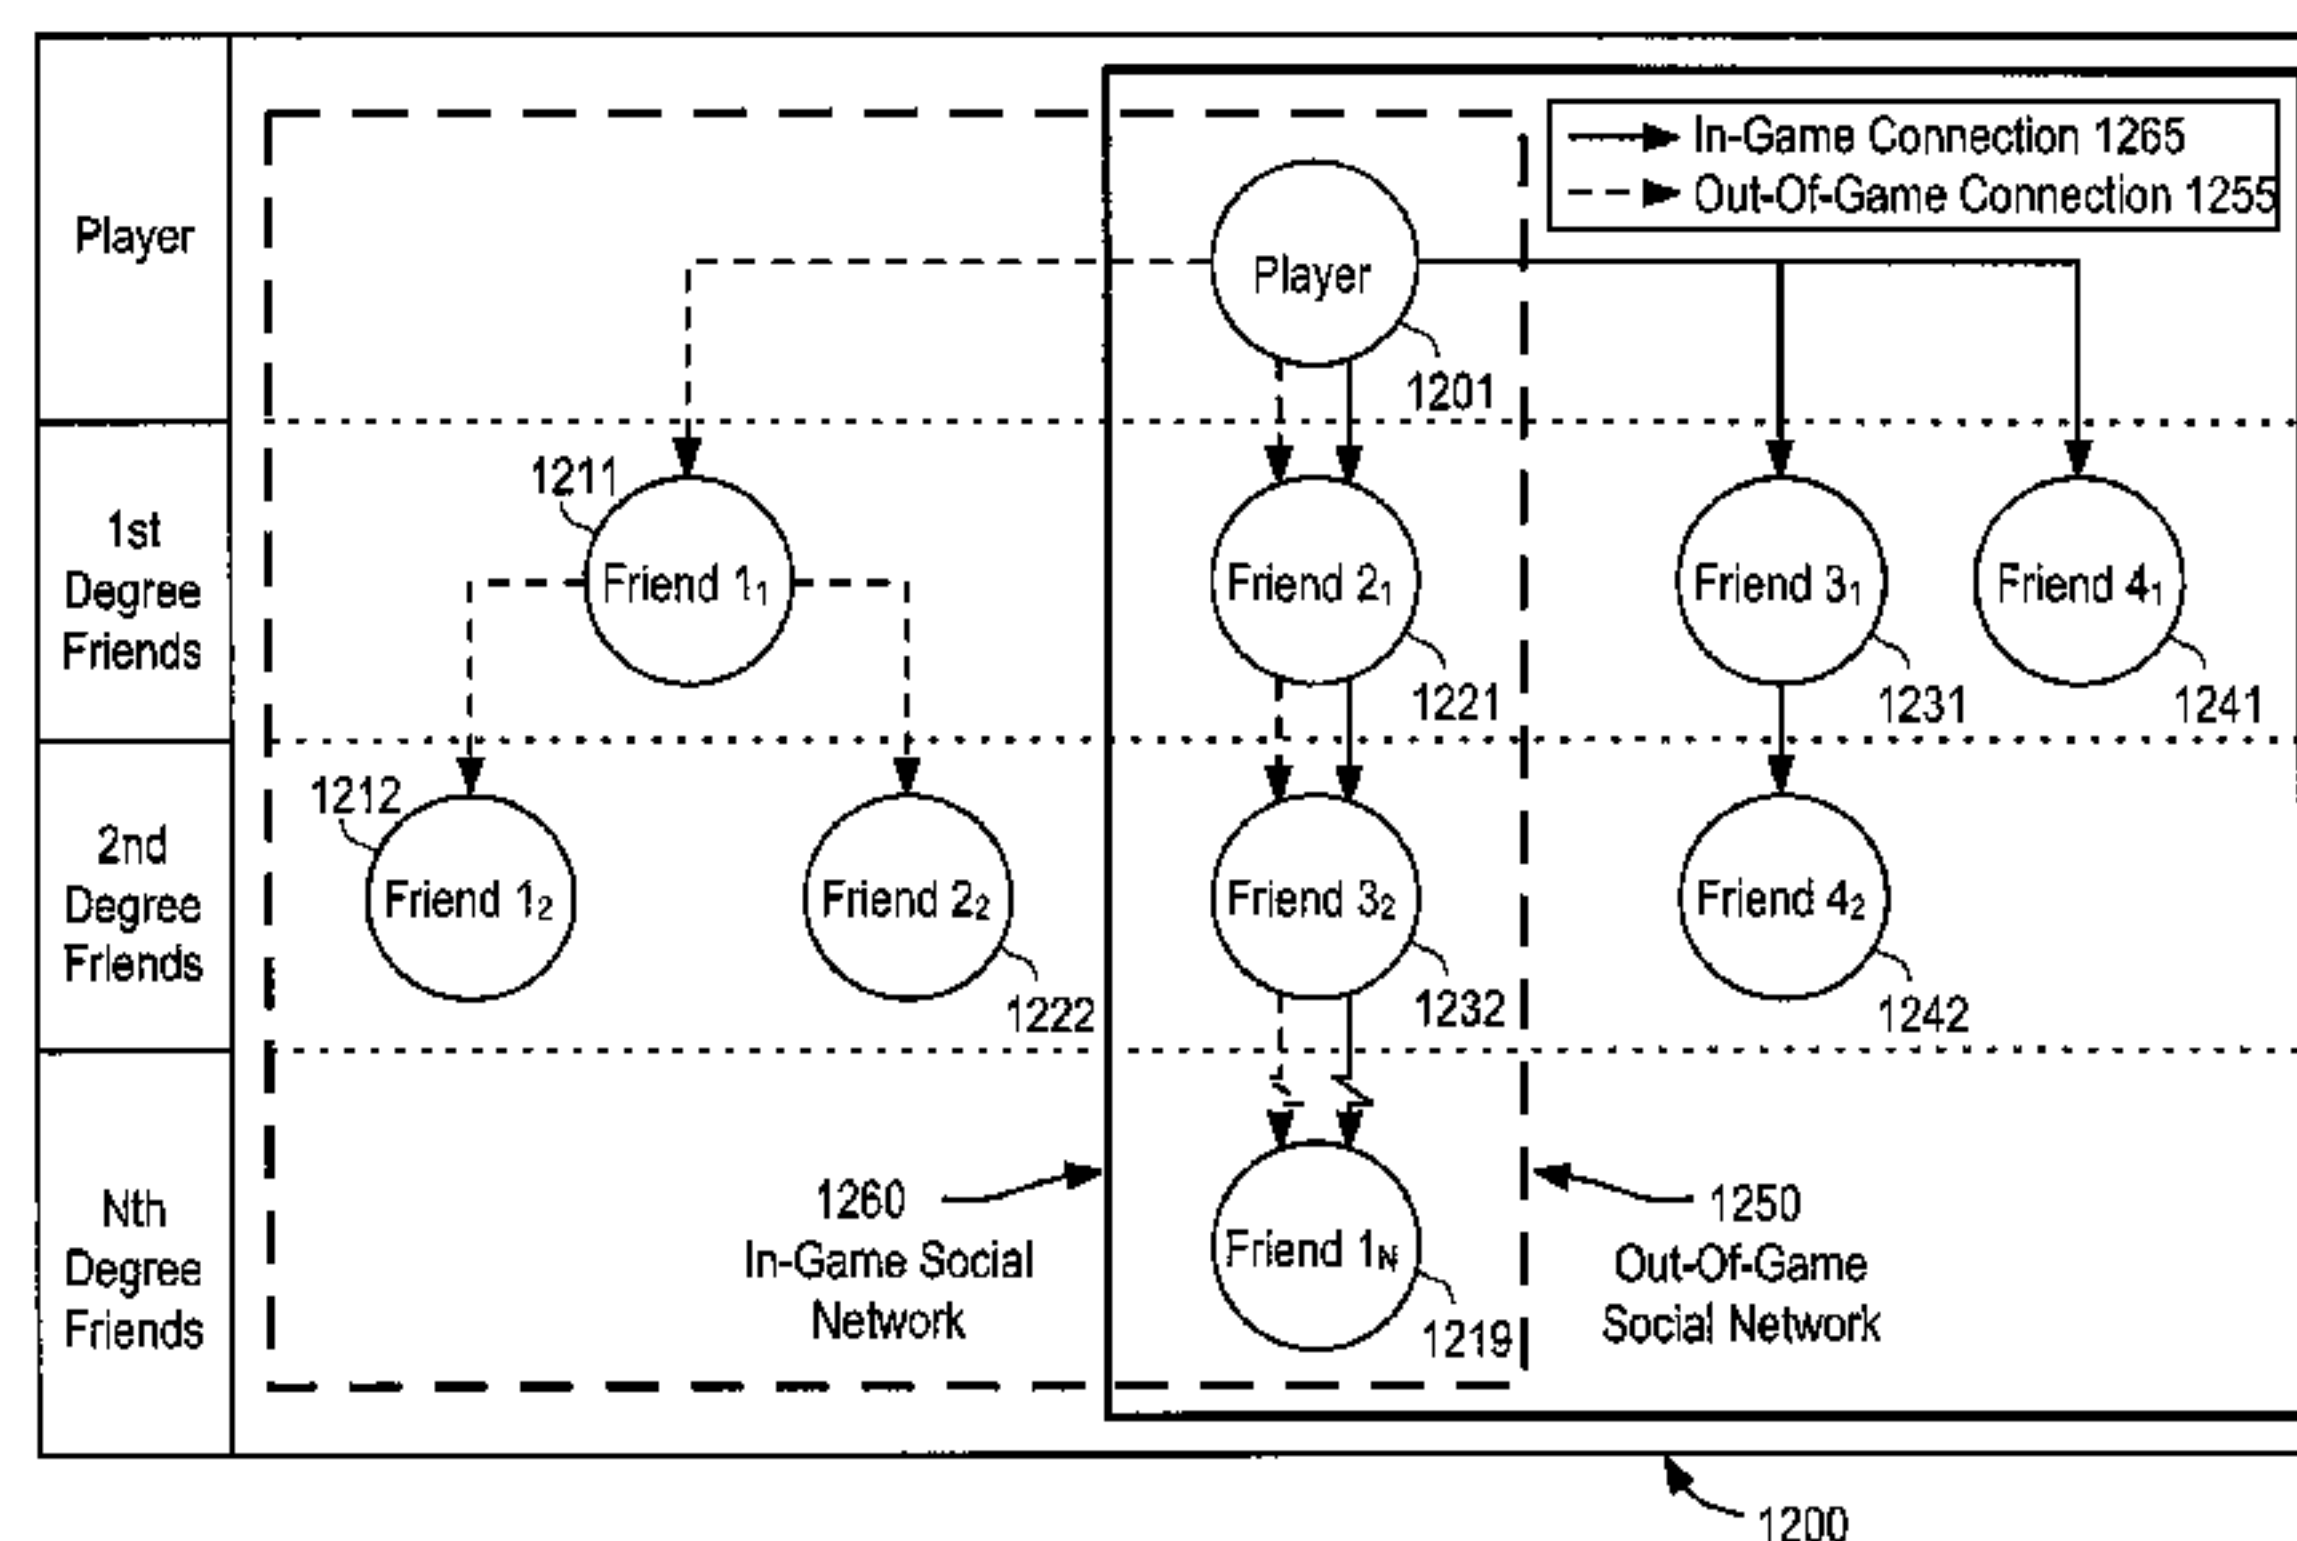 In-Game Connection 1265
Out-Of-Game Connection 1255
Player
Player
1201
1st
Degree
Friends
1211
Friend 1₁
Friend 2₁
Friend 3₁
Friend 4₁
1221
1231
1241
2nd
Degree
Friends
1212
Friend 1₂
Friend 2₂
Friend 3₂
Friend 4₂
1222
1232
1242
Nth
Degree
Friends
1260
In-Game Social
Network
Friend 1N
1219
1250
Out-Of-Game
Social Network
1200